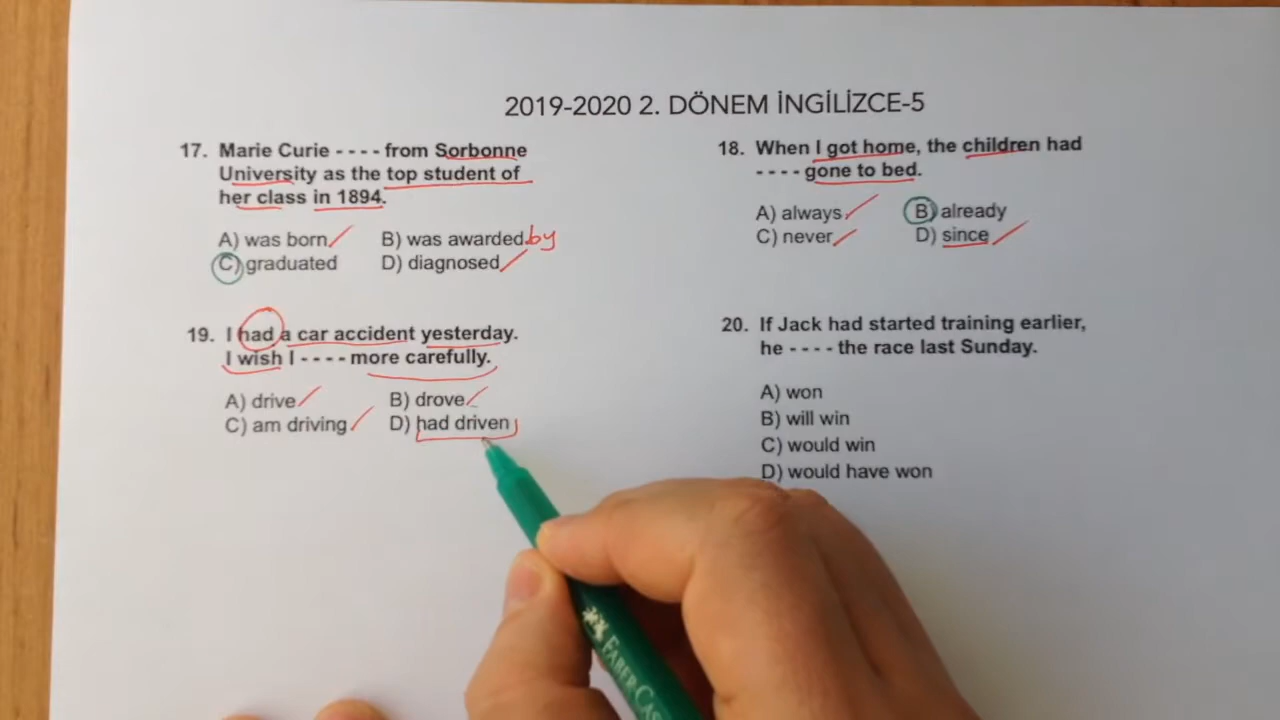 2019-2020 2. DÖNEM İNGİLİZCE-5
17. Marie Curie - - - - from Sorbonne
University as the top student of
her class in 1894.
A) was born
B) was awarded by
C) graduated
D) diagnosed
18. When I got home, the children had
- - - - gone to bed.
A) always
B) already
C) never
D) since
19. I had a car accident yesterday.
I wish I - - - - more carefully.
A) drive
B) drove
C) am driving
D) had driven
20. If Jack had started training earlier,
he - - - - the race last Sunday.
A) won
B) will win
C) would win
D) would have won